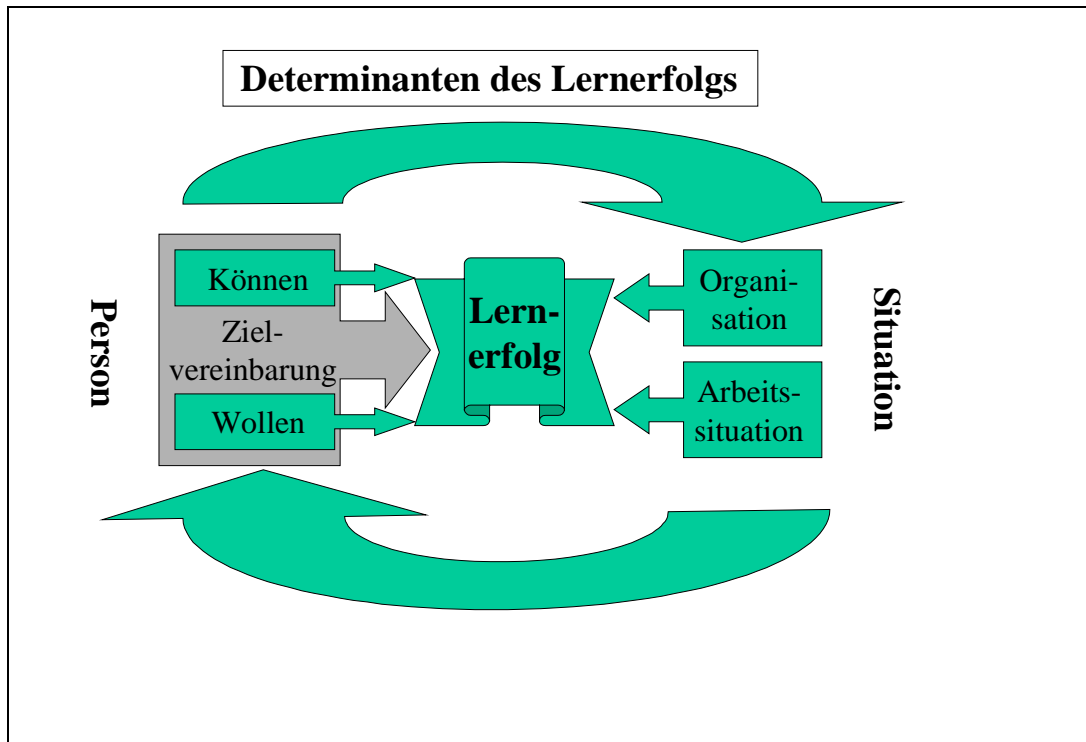 Determinanten des Lernerfolgs
Person
Können
Ziel-
vereinbarung
Wollen
Lern-
erfolg
Organi-
sation
Arbeits-
situation
Situation